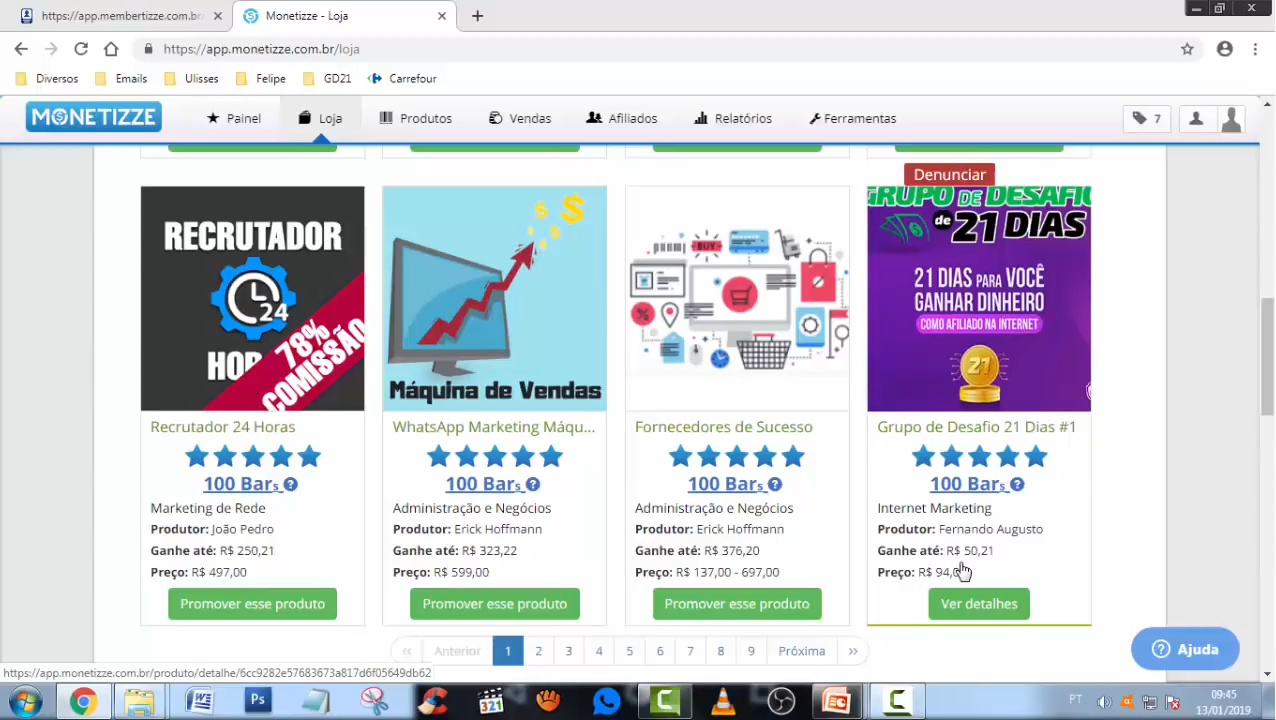 https://app.membertizze.com.br/
Monetizze - Loja
https://app.monetizze.com.br/loja
Diversos
Emails
Ulisses
Felipe
GD21
Carrefour
MONETIZZE
Painel
Loja
Produtos
Vendas
Afiliados
Relatórios
Ferramentas
7
Denunciar
RECRUTADOR
24
78%
COMISSÃO
Máquina de Vendas
BUY
GRUPO DE DESAFIO
de 21 DIAS
21 DIAS PARA VOCÊ
GANHAR DINHEIRO
COMO AFILIADO NA INTERNET
21
Recrutador 24 Horas
100 Bars
Marketing de Rede
Produtor: João Pedro
Ganhe até: R$ 250,21
Preço: R$ 497,00
Promover esse produto
WhatsApp Marketing Máqu...
100 Bars
Administração e Negócios
Produtor: Erick Hoffmann
Ganhe até: R$ 323,22
Preço: R$ 599,00
Promover esse produto
Fornecedores de Sucesso
100 Bars
Administração e Negócios
Produtor: Erick Hoffmann
Ganhe até: R$ 376,20
Preço: R$ 137,00 - 697,00
Promover esse produto
Grupo de Desafio 21 Dias #1
100 Bars
Internet Marketing
Produtor: Fernando Augusto
Ganhe até: R$ 50,21
Preço: R$ 94,
Ver detalhes
« Anterior 1 2 3 4 5 6 7 8 9 Próxima »
Ajuda
https://app.monetizze.com.br/produto/detalhe/6cc9282e57683673a817d6f05649db62
Ps
321
PT
09:45
13/01/2019